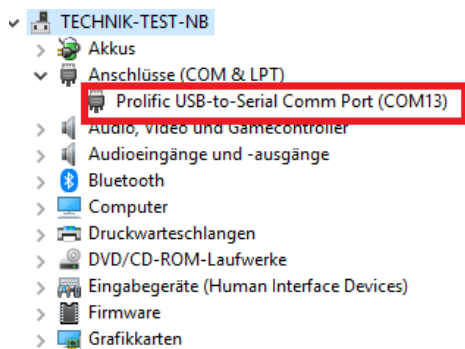 TECHNIK-TEST-NB
Akkus
Anschlüsse (COM & LPT)
Prolific USB-to-Serial Comm Port (COM13)
Audio, Video und Gamecontroller
Audioeingänge und -ausgänge
Bluetooth
Computer
Druckwarteschlangen
DVD/CD-ROM-Laufwerke
Eingabegeräte (Human Interface Devices)
Firmware
Grafikkarten